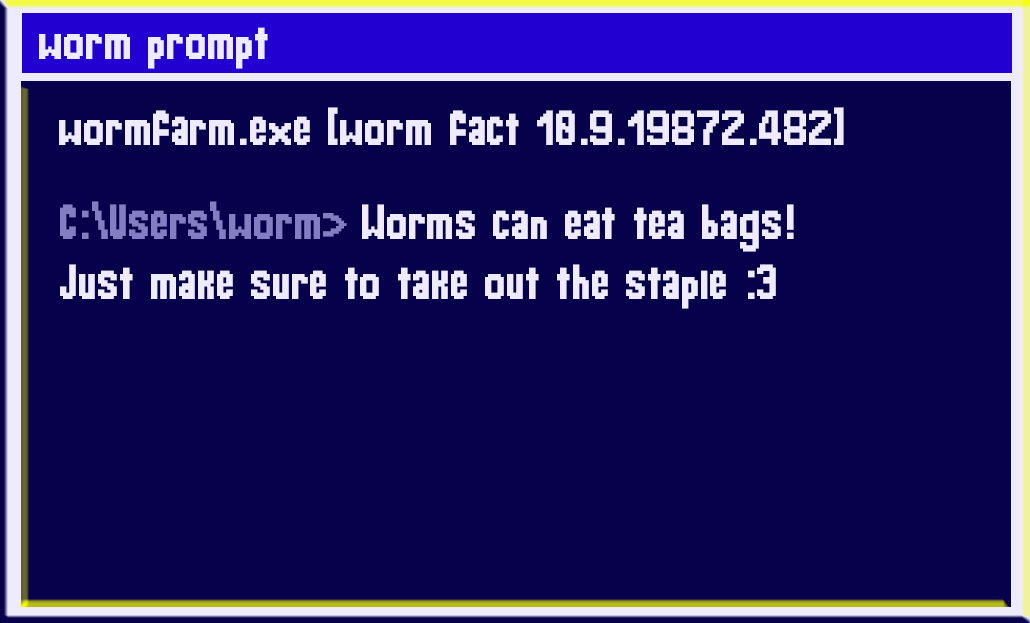 worm prompt
wormfarm.exe [worm fact 10.9.19872.482]
C:\Users\worm> Worms can eat tea bags!
Just make sure to take out the staple :3